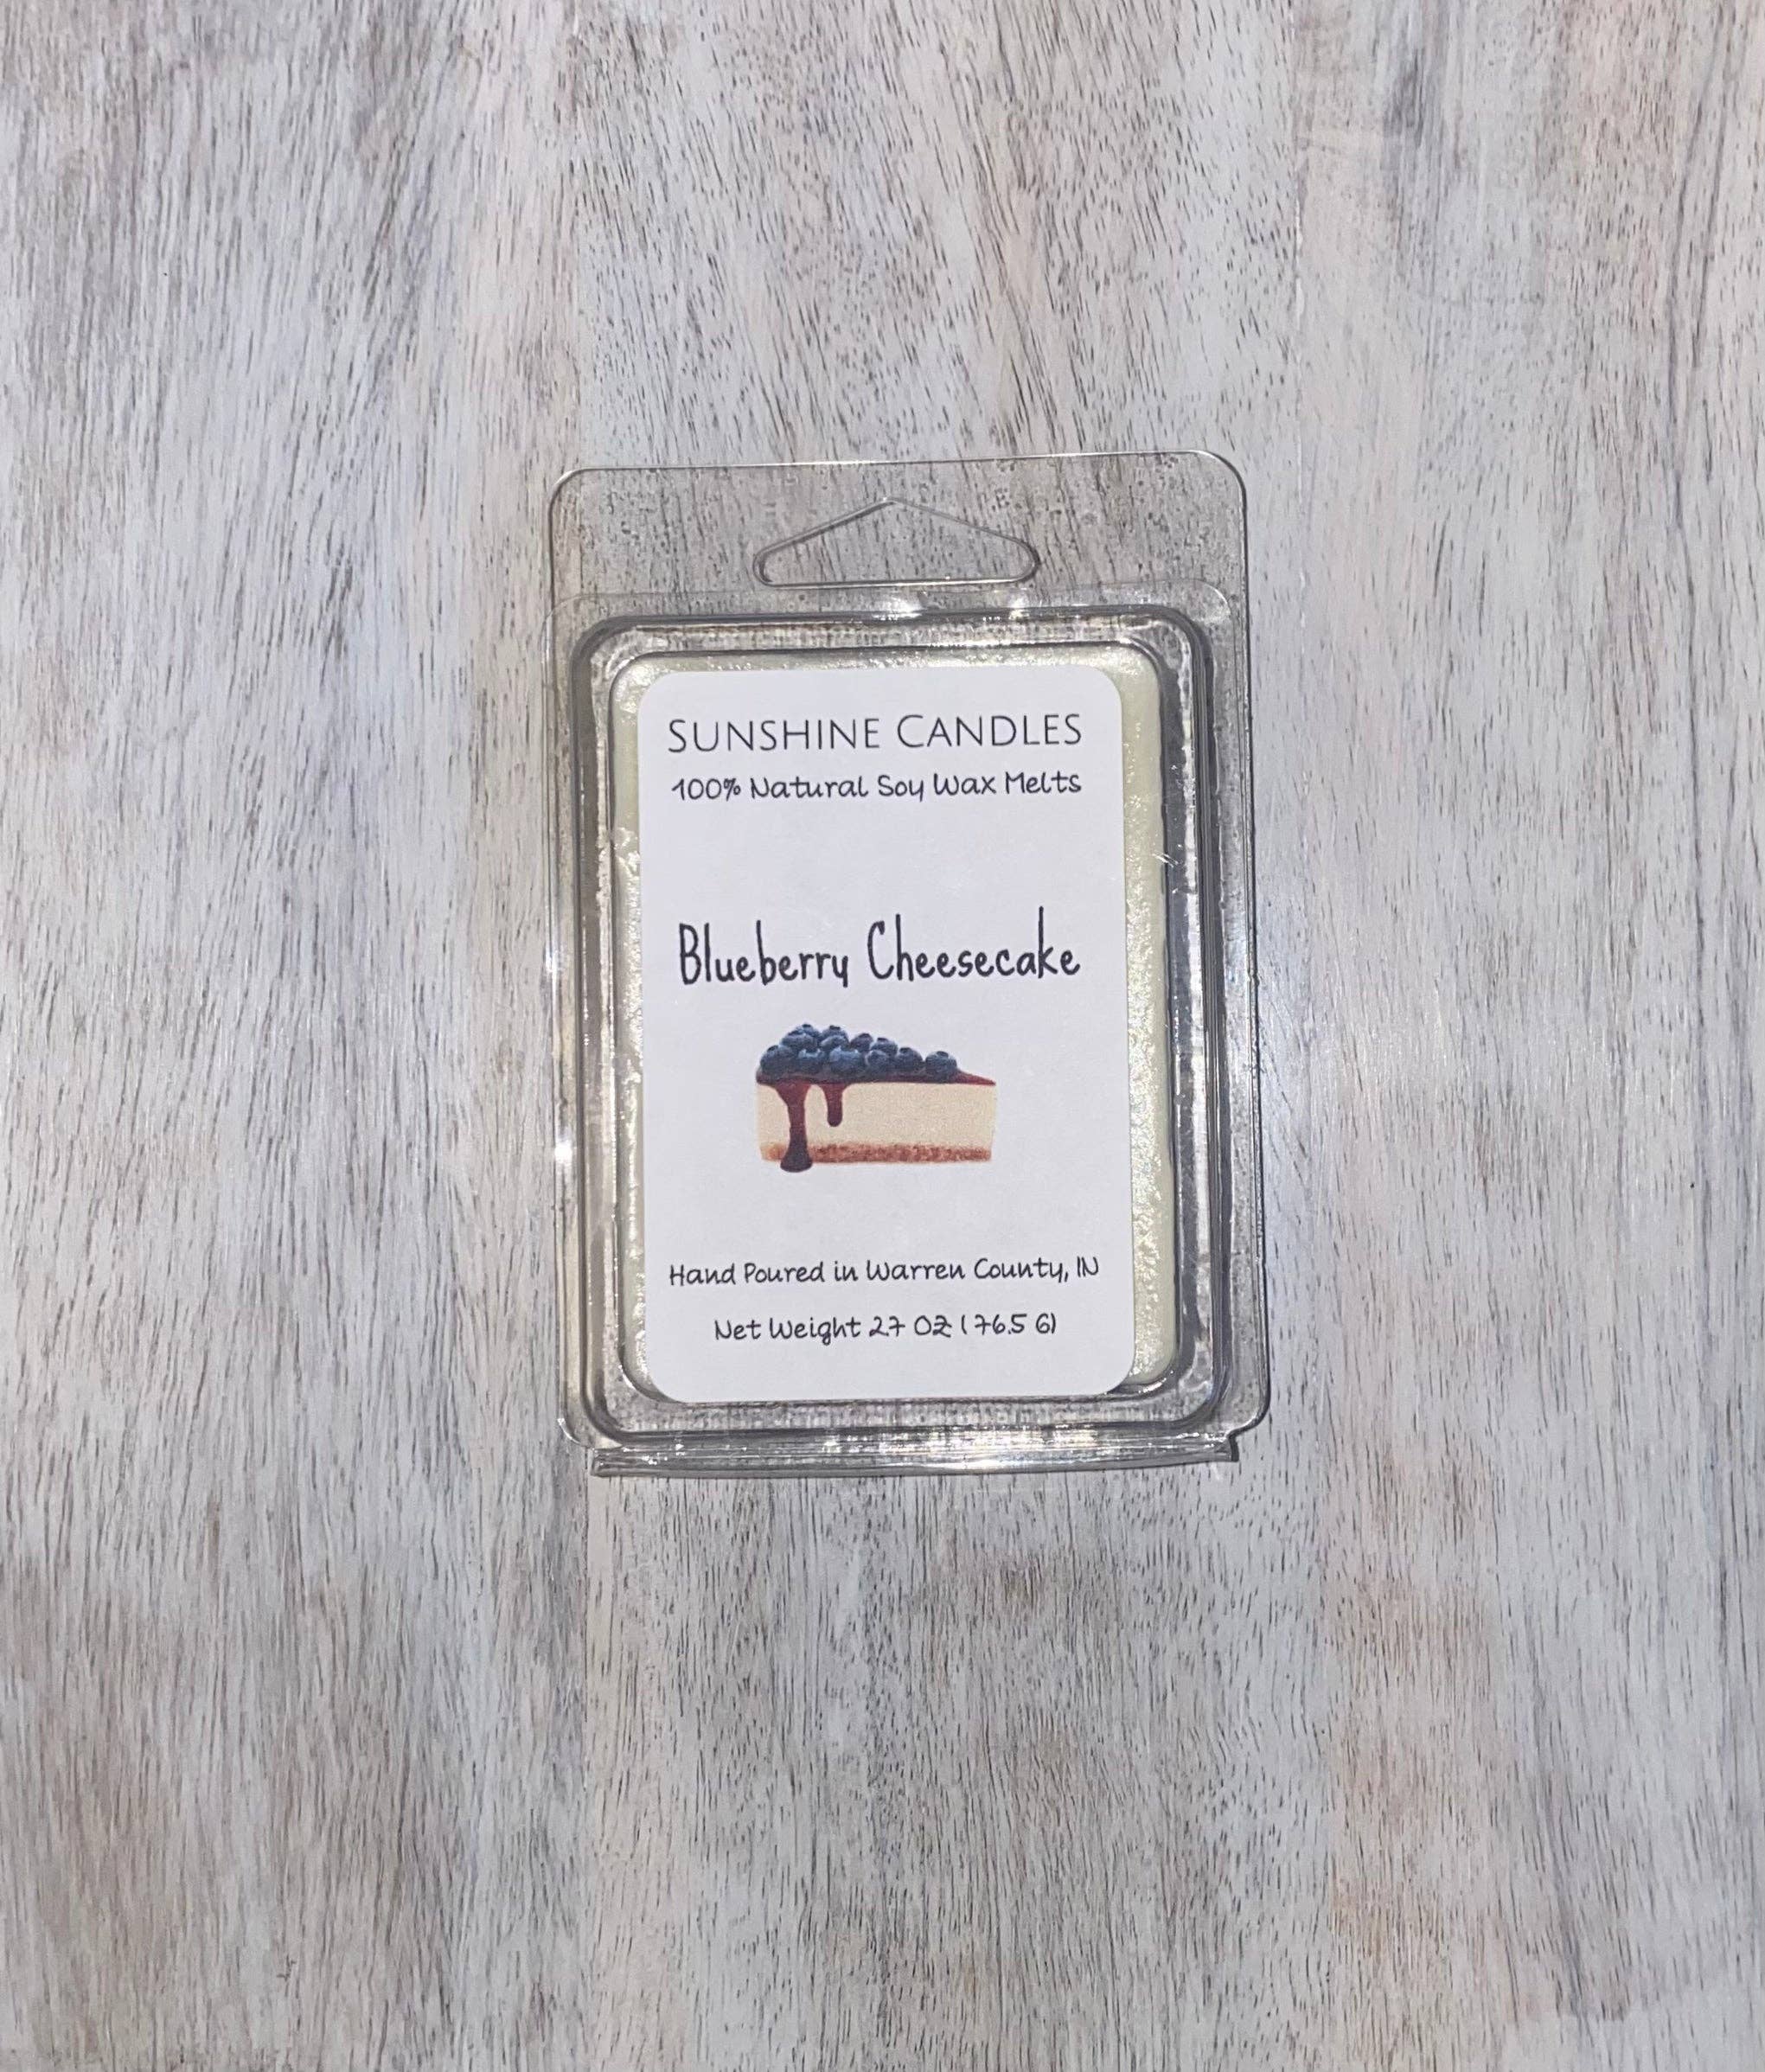 SUNSHINE CANDLES
100% Natural Soy Wax Melts
Blueberry Cheesecake
Hand Poured in Warren County, IN
Net Weight 2.7 OZ (76.5 G)